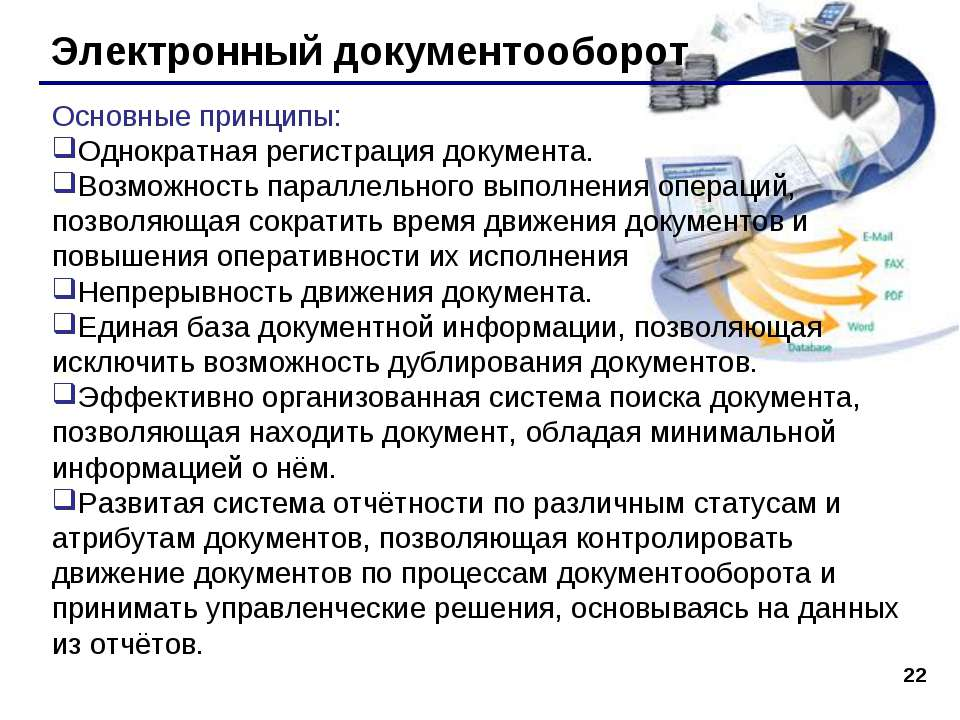 Электронный документооборот
Основные принципы:
Однократная регистрация документа.
Возможность параллельного выполнения операций,
позволяющая сократить время движения документов и
повышения оперативности их исполнения
Непрерывность движения документа.
Единая база документной информации, позволяющая
исключить возможность дублирования документов.
Эффективно организованная система поиска документа,
позволяющая находить документ, обладая минимальной
информацией о нём.
Развитая система отчётности по различным статусам и
атрибутам документов, позволяющая контролировать
движение документов по процессам документооборота и
принимать управленческие решения, основываясь на данных
из отчётов.
E-Mail
FAX
PDF
Word
Database
22